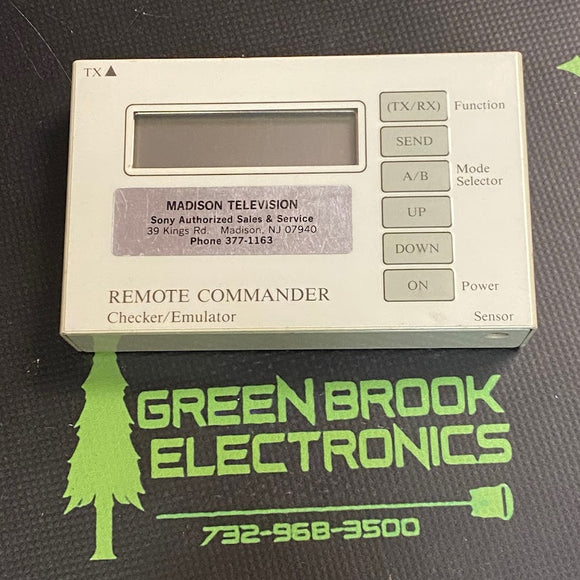 TX ▲
(TX/RX) Function
SEND
A/B Mode Selector
UP
DOWN
ON Power
MADISON TELEVISION
Sony Authorized Sales & Service
39 Kings Rd. Madison, NJ 07940
Phone 377-1163
REMOTE COMMANDER
Checker/Emulator
Sensor
GREEN BROOK
ELECTRONICS
732-968-3500